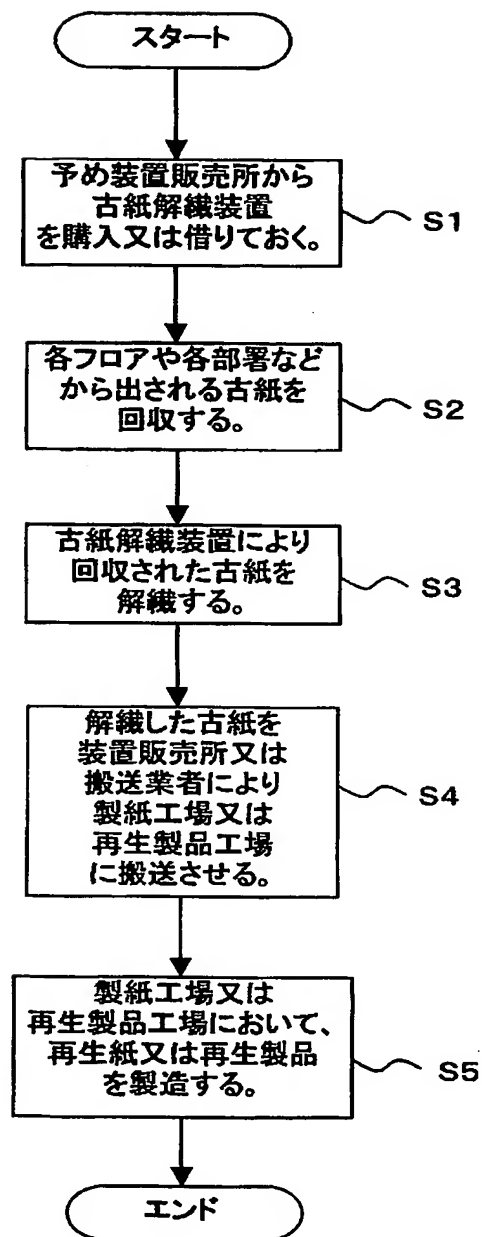 スタート
予め装置販売所から
古紙解繊装置
を購入又は借りておく。
S1
各フロアや各部署など
から出される古紙を
回収する。
S2
古紙解繊装置により
回収された古紙を
解繊する。
S3
解繊した古紙を
装置販売所又は
搬送業者により
製紙工場又は
再生製品工場
に搬送させる。
S4
製紙工場又は
再生製品工場において、
再生紙又は再生製品
を製造する。
S5
エンド